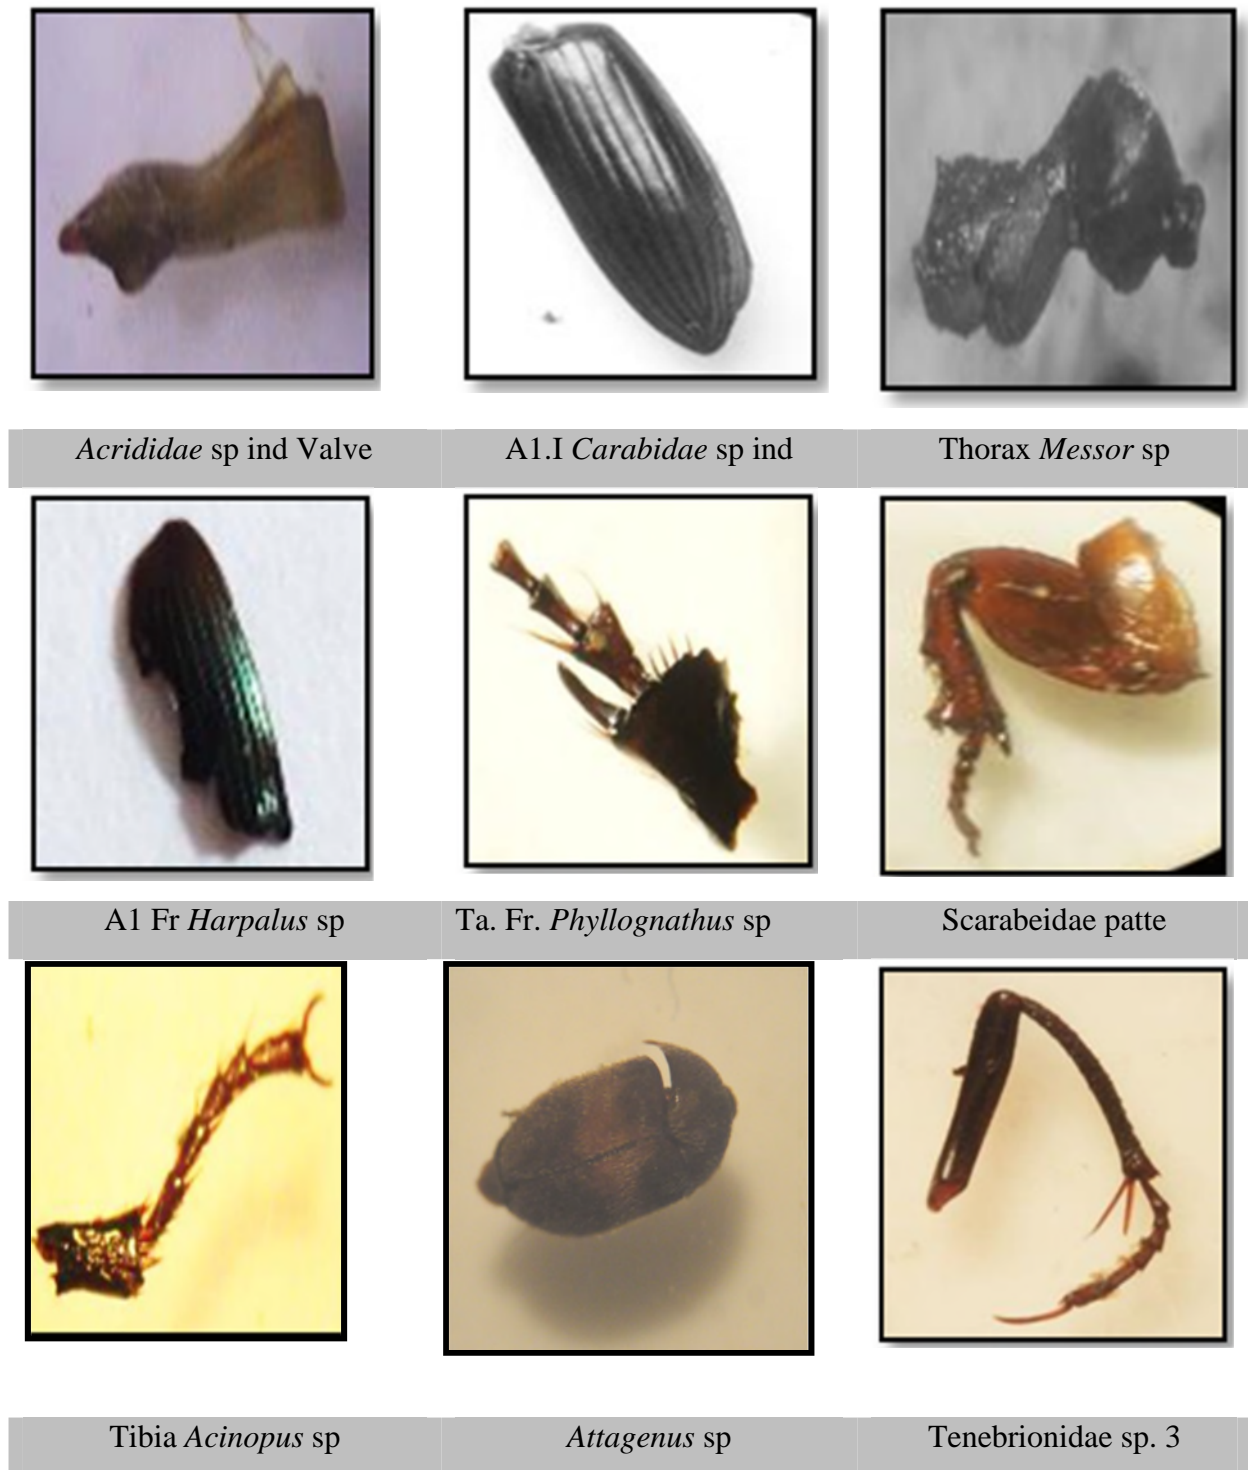 Acrididae sp ind Valve
A1.I Carabidae sp ind
Thorax Messor sp
A1 Fr Harpalus sp
Ta. Fr. Phyllognathus sp
Scarabeidae patte
Tibia Acinopus sp
Attagenus sp
Tenebrionidae sp. 3